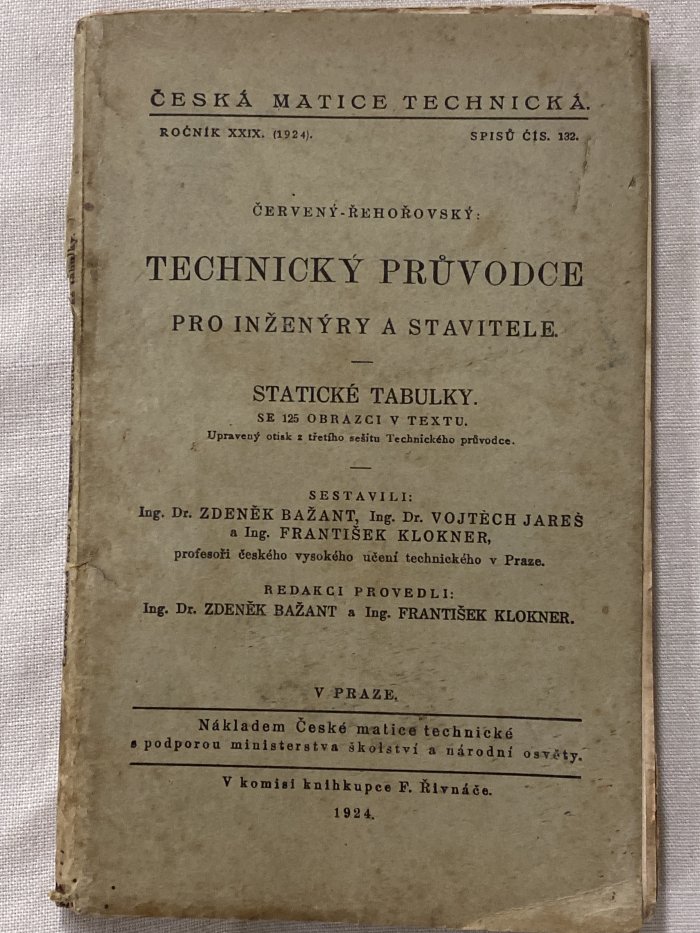 ČESKÁ MATICE TECHNICKÁ.
ROČNÍK XXIX. (1924). SPISŮ ČÍS. 132.
ČERVENÝ-ŘEHOŘOVSKÝ:
TECHNICKÝ PRŮVODCE
PRO INŽENÝRY A STAVITELE.
STATICKÉ TABULKY.
SE 125 OBRAZCI V TEXTU.
Upravený otisk z třetího sešitu Technického průvodce.
SESTAVILI:
Ing. Dr. ZDENĚK BAŽANT, Ing. Dr. VOJTĚCH JAREŠ
a Ing. FRANTIŠEK KLOKNER,
profesoři českého vysokého učení technického v Praze.
REDAKCI PROVEDLI:
Ing. Dr. ZDENĚK BAŽANT a Ing. FRANTIŠEK KLOKNER.
V PRAZE.
Nákladem České matice technické
s podporou ministerstva školství a národní osvěty.
V komisi knihkupce F. Řivnáče.
1924.
tabulky.